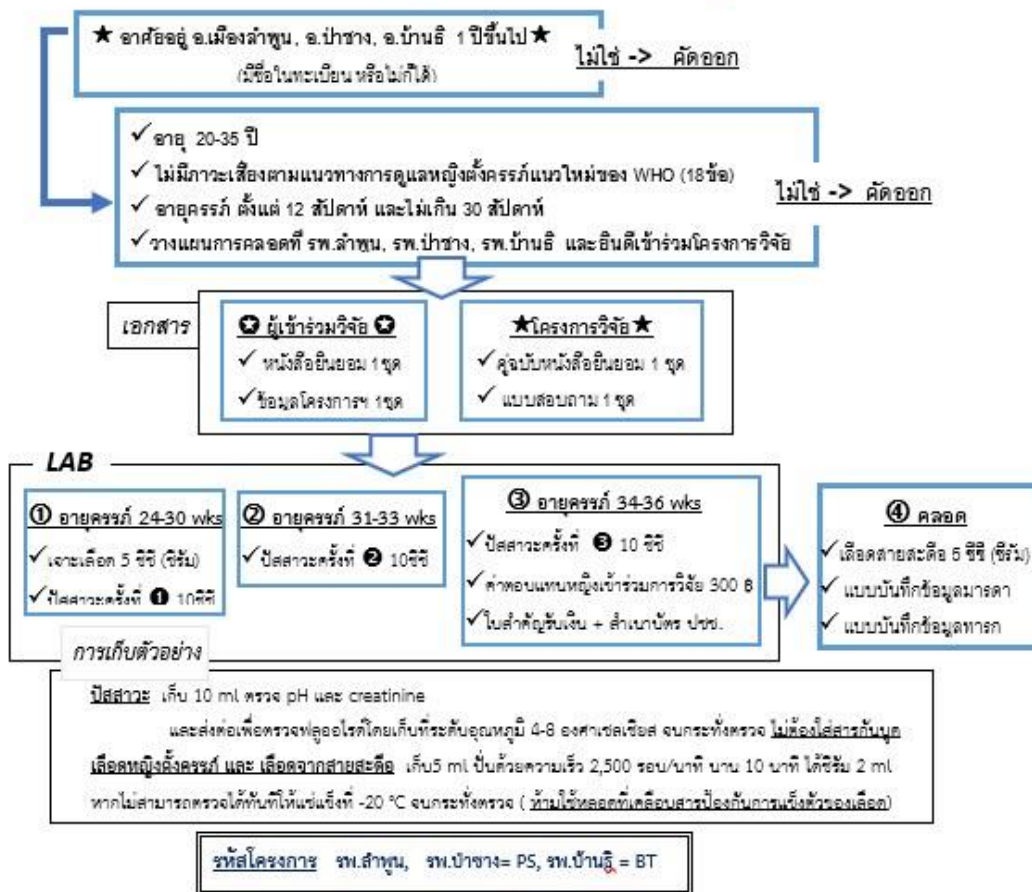 ★ อาศัยอยู่ อ.เมืองลำพูน, อ.ป่าซาง, อ.บ้านธิ 1 ปีขึ้นไป ★
(มีชื่อในทะเบียน หรือไม่ก็ได้)
ไม่ใช่ -> คัดออก
✓ อายุ 20-35 ปี
✓ ไม่มีภาวะเสี่ยงตามแนวทางการดูแลหญิงตั้งครรภ์แนวใหม่ของ WHO (18ข้อ)
✓ อายุครรภ์ ตั้งแต่ 12 สัปดาห์ และไม่เกิน 30 สัปดาห์
✓ วางแผนการคลอดที่ รพ.ลำพูน, รพ.ป่าซาง, รพ.บ้านธิ และยินดีเข้าร่วมโครงการวิจัย
ไม่ใช่ -> คัดออก
เอกสาร
✪ ผู้เข้าร่วมวิจัย ✪
✓ หนังสือยินยอม 1ชุด
✓ ข้อมูลโครงการฯ 1ชุด
★โครงการวิจัย★
✓ คู่ฉบับหนังสือยินยอม 1 ชุด
✓ แบบสอบถาม 1 ชุด
LAB
① อายุครรภ์ 24-30 wks
✓ เจาะเลือด 5 ซีซี (ซีรัม)
✓ ปัสสาวะครั้งที่ ❶ 10ซีซี
② อายุครรภ์ 31-33 wks
✓ ปัสสาวะครั้งที่ ❷ 10ซีซี
③ อายุครรภ์ 34-36 wks
✓ ปัสสาวะครั้งที่ ❸ 10 ซีซี
✓ ค่าตอบแทนหญิงเข้าร่วมการวิจัย 300 ฿
✓ ใบสำคัญรับเงิน + สำเนาบัตร ปชช.
④ คลอด
✓ เลือดสายสะดือ 5 ซีซี (ซีรัม)
✓ แบบบันทึกข้อมูลมารดา
✓ แบบบันทึกข้อมูลทารก
การเก็บตัวอย่าง
ปัสสาวะ เก็บ 10 ml ตรวจ pH และ creatinine
และส่งต่อเพื่อตรวจฟลูออไรด์โดยเก็บที่ระดับอุณหภูมิ 4-8 องศาเซลเซียส จนกระทั่งตรวจ ไม่ต้องใส่สารกันบูด
เลือดหญิงตั้งครรภ์ และ เลือดจากสายสะดือ เก็บ5 ml ปั่นด้วยความเร็ว 2,500 รอบ/นาที นาน 10 นาที ได้ซีรัม 2 ml
หากไม่สามารถตรวจได้ทันทีให้แช่แข็งที่ -20 °C จนกระทั่งตรวจ ( ห้ามใช้หลอดที่เคลือบสารป้องกันการแข็งตัวของเลือด)
รหัสโครงการ รพ.ลำพูน, รพ.ป่าซาง= PS, รพ.บ้านธิ = BT